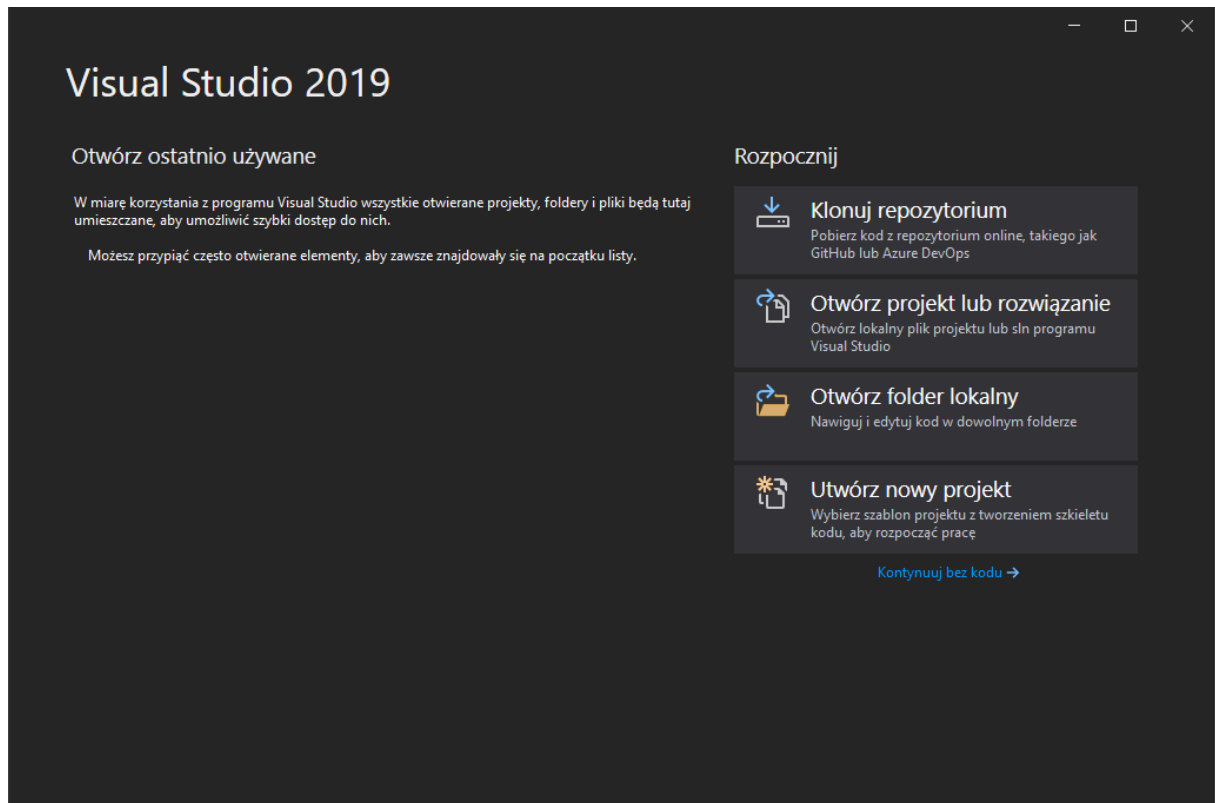 Visual Studio 2019
Otwórz ostatnio używane
W miarę korzystania z programu Visual Studio wszystkie otwierane projekty, foldery i pliki będą tutaj
umieszczane, aby umożliwić szybki dostęp do nich.
Możesz przypiąć często otwierane elementy, aby zawsze znajdowały się na początku listy.
Rozpocznij
Klonuj repozytorium
Pobierz kod z repozytorium online, takiego jak
GitHub lub Azure DevOps
Otwórz projekt lub rozwiązanie
Otwórz lokalny plik projektu lub sln programu
Visual Studio
Otwórz folder lokalny
Nawiguj i edytuj kod w dowolnym folderze
Utwórz nowy projekt
Wybierz szablon projektu z tworzeniem szkieletu
kodu, aby rozpocząć pracę
Kontynuuj bez kodu →